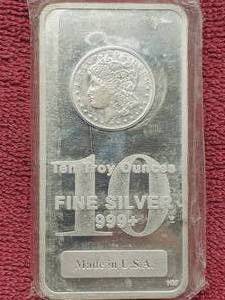 Ten Troy Ounces
10
FINE SILVER
999+
Made in U.S.A.